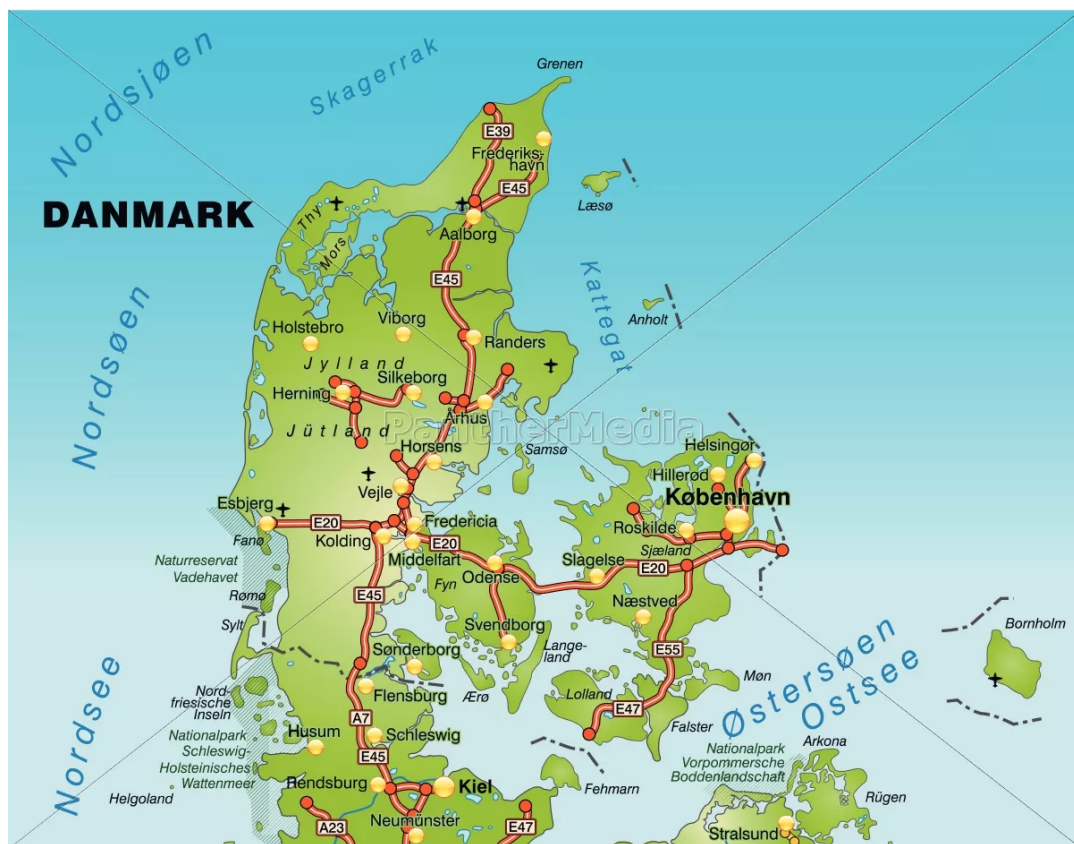 Grenen
Nordsjøen
Skagerrak
E39
Frederiks-
havn
E45
Læsø
Thy
DANMARK
Aalborg
Mors
Kattegat
E45
Nordsøen
Anholt
Viborg
Holstebro
Randers
Jylland
Silkeborg
Herning
Århus
PantherMedia
Jütland
Horsens
Samsø
Helsingør
Hillerød
Vejle
København
Esbjerg
E20
Fredericia
Roskilde
Fanø
Kolding
E20
Sjæland
Middelfart
Slagelse
E20
Naturreservat
Vadehavet
Odense
Fyn
Rømø
E45
Næstved
Sylt
Svendborg
Bornholm
Lange-
land
Sønderborg
E55
Østersøen
Ostsee
Nordsee
Nord-
friesische
Inseln
Flensburg
Ærø
Lolland
Møn
E47
Falster
A7
Husum
Schleswig
Nationalpark
Schleswig-
Holsteinisches
Wattenmeer
E45
Arkona
Nationalpark
Vorpommersche
Boddenlandschaft
Rendsburg
Kiel
Fehmarn
Helgoland
Rügen
A23
Neumünster
E47
Stralsund